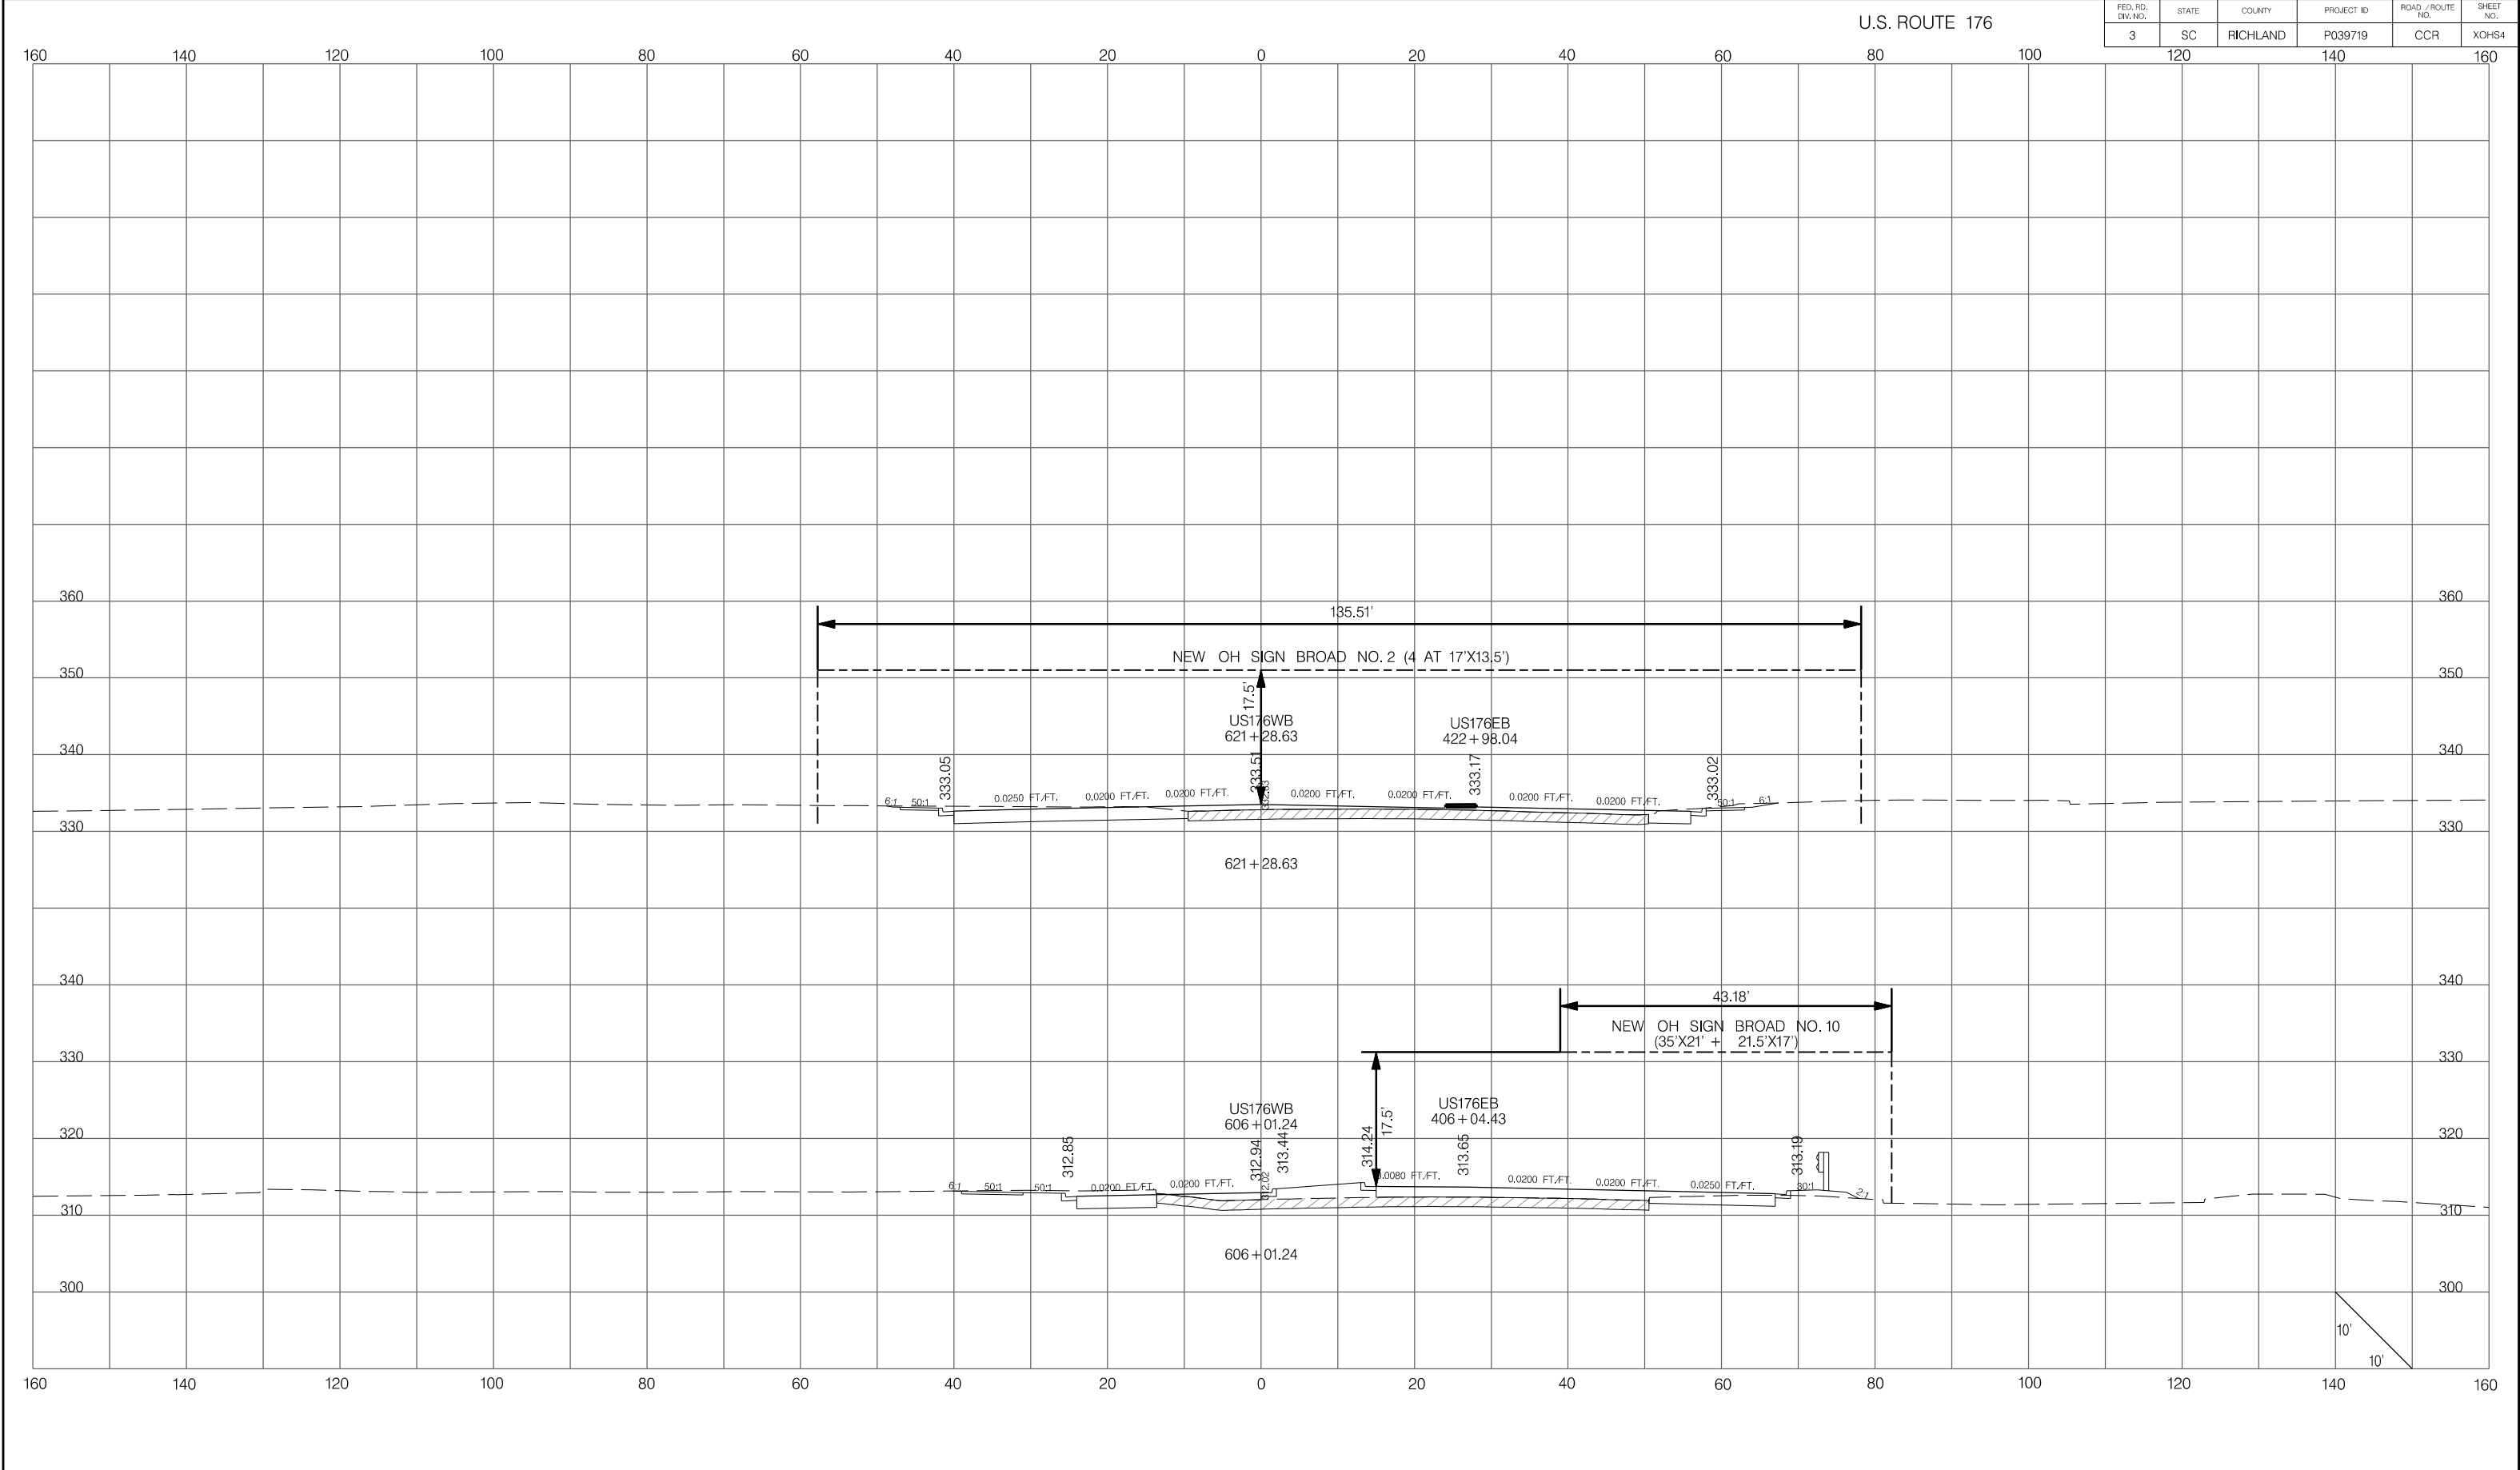 U.S. ROUTE 176
FED. RD. DIV. NO. STATE COUNTY PROJECT ID ROAD / ROUTE NO. SHEET NO.
3 SC RICHLAND P039719 CCR XOHS4
160 140 120 100 80 60 40 20 0 20 40 60 80 100 120 140 160
360 360
135.51'
NEW OH SIGN BROAD NO. 2 (4 AT 17'X13.5')
350 350
17.5'
US176WB
621+28.63
US176EB
422+98.04
340 340
333.05
333.51
333.17
333.02
6:1 50:1 0.0250 FT./FT. 0.0200 FT./FT. 0.0200 FT./FT. 0.0200 FT./FT. 0.0200 FT./FT. 0.0200 FT./FT. 0.0200 FT./FT. 50:1 6:1
330 330
621+28.63
340 340
43.18'
NEW OH SIGN BROAD NO. 10
(35'X21' + 21.5'X17')
330 330
US176WB
606+01.24
17.5'
US176EB
406+04.43
320 320
312.85
312.94
313.44
314.24
313.65
313.19
6:1 50:1 50:1 0.0200 FT./FT. 0.0200 FT./FT. 0.0080 FT./FT. 0.0200 FT./FT. 0.0200 FT./FT. 0.0250 FT./FT. 30:1 2:1
312.02
310 310
606+01.24
300 300
10'
10'
160 140 120 100 80 60 40 20 0 20 40 60 80 100 120 140 160